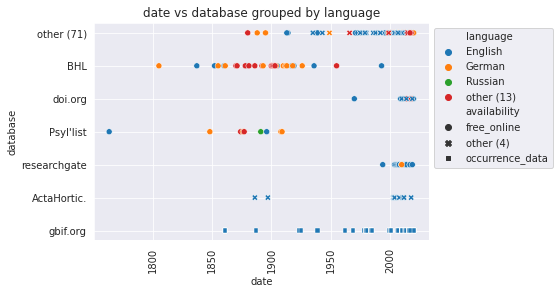 date vs database grouped by language
other (71)
BHL
doi.org
Psyl'list
researchgate
ActaHortic.
gbif.org
database
1800
1850
1900
1950
2000
date
language
English
German
Russian
other (13)
availability
free_online
other (4)
occurrence_data